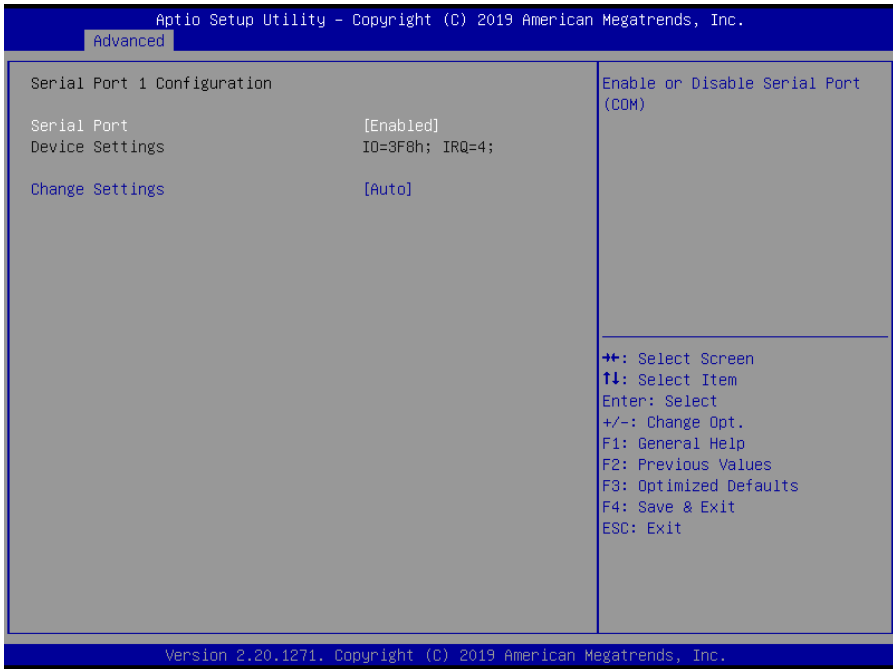 Aptio Setup Utility – Copyright (C) 2019 American Megatrends, Inc.
Advanced
Serial Port 1 Configuration
Serial Port [Enabled]
Device Settings IO=3F8h; IRQ=4;
Change Settings [Auto]
Enable or Disable Serial Port
(COM)
→←: Select Screen
↑↓: Select Item
Enter: Select
+/-: Change Opt.
F1: General Help
F2: Previous Values
F3: Optimized Defaults
F4: Save & Exit
ESC: Exit
Version 2.20.1271. Copyright (C) 2019 American Megatrends, Inc.